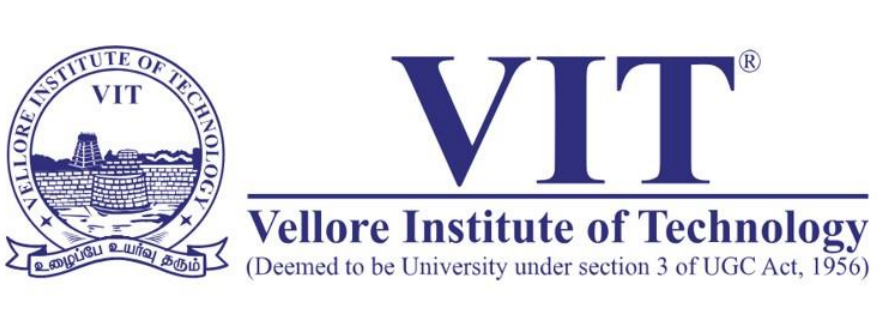 VELLORE INSTITUTE OF TECHNOLOGY
VIT
உழைப்பே உயர்வு தரும்
VIT®
Vellore Institute of Technology
(Deemed to be University under section 3 of UGC Act, 1956)